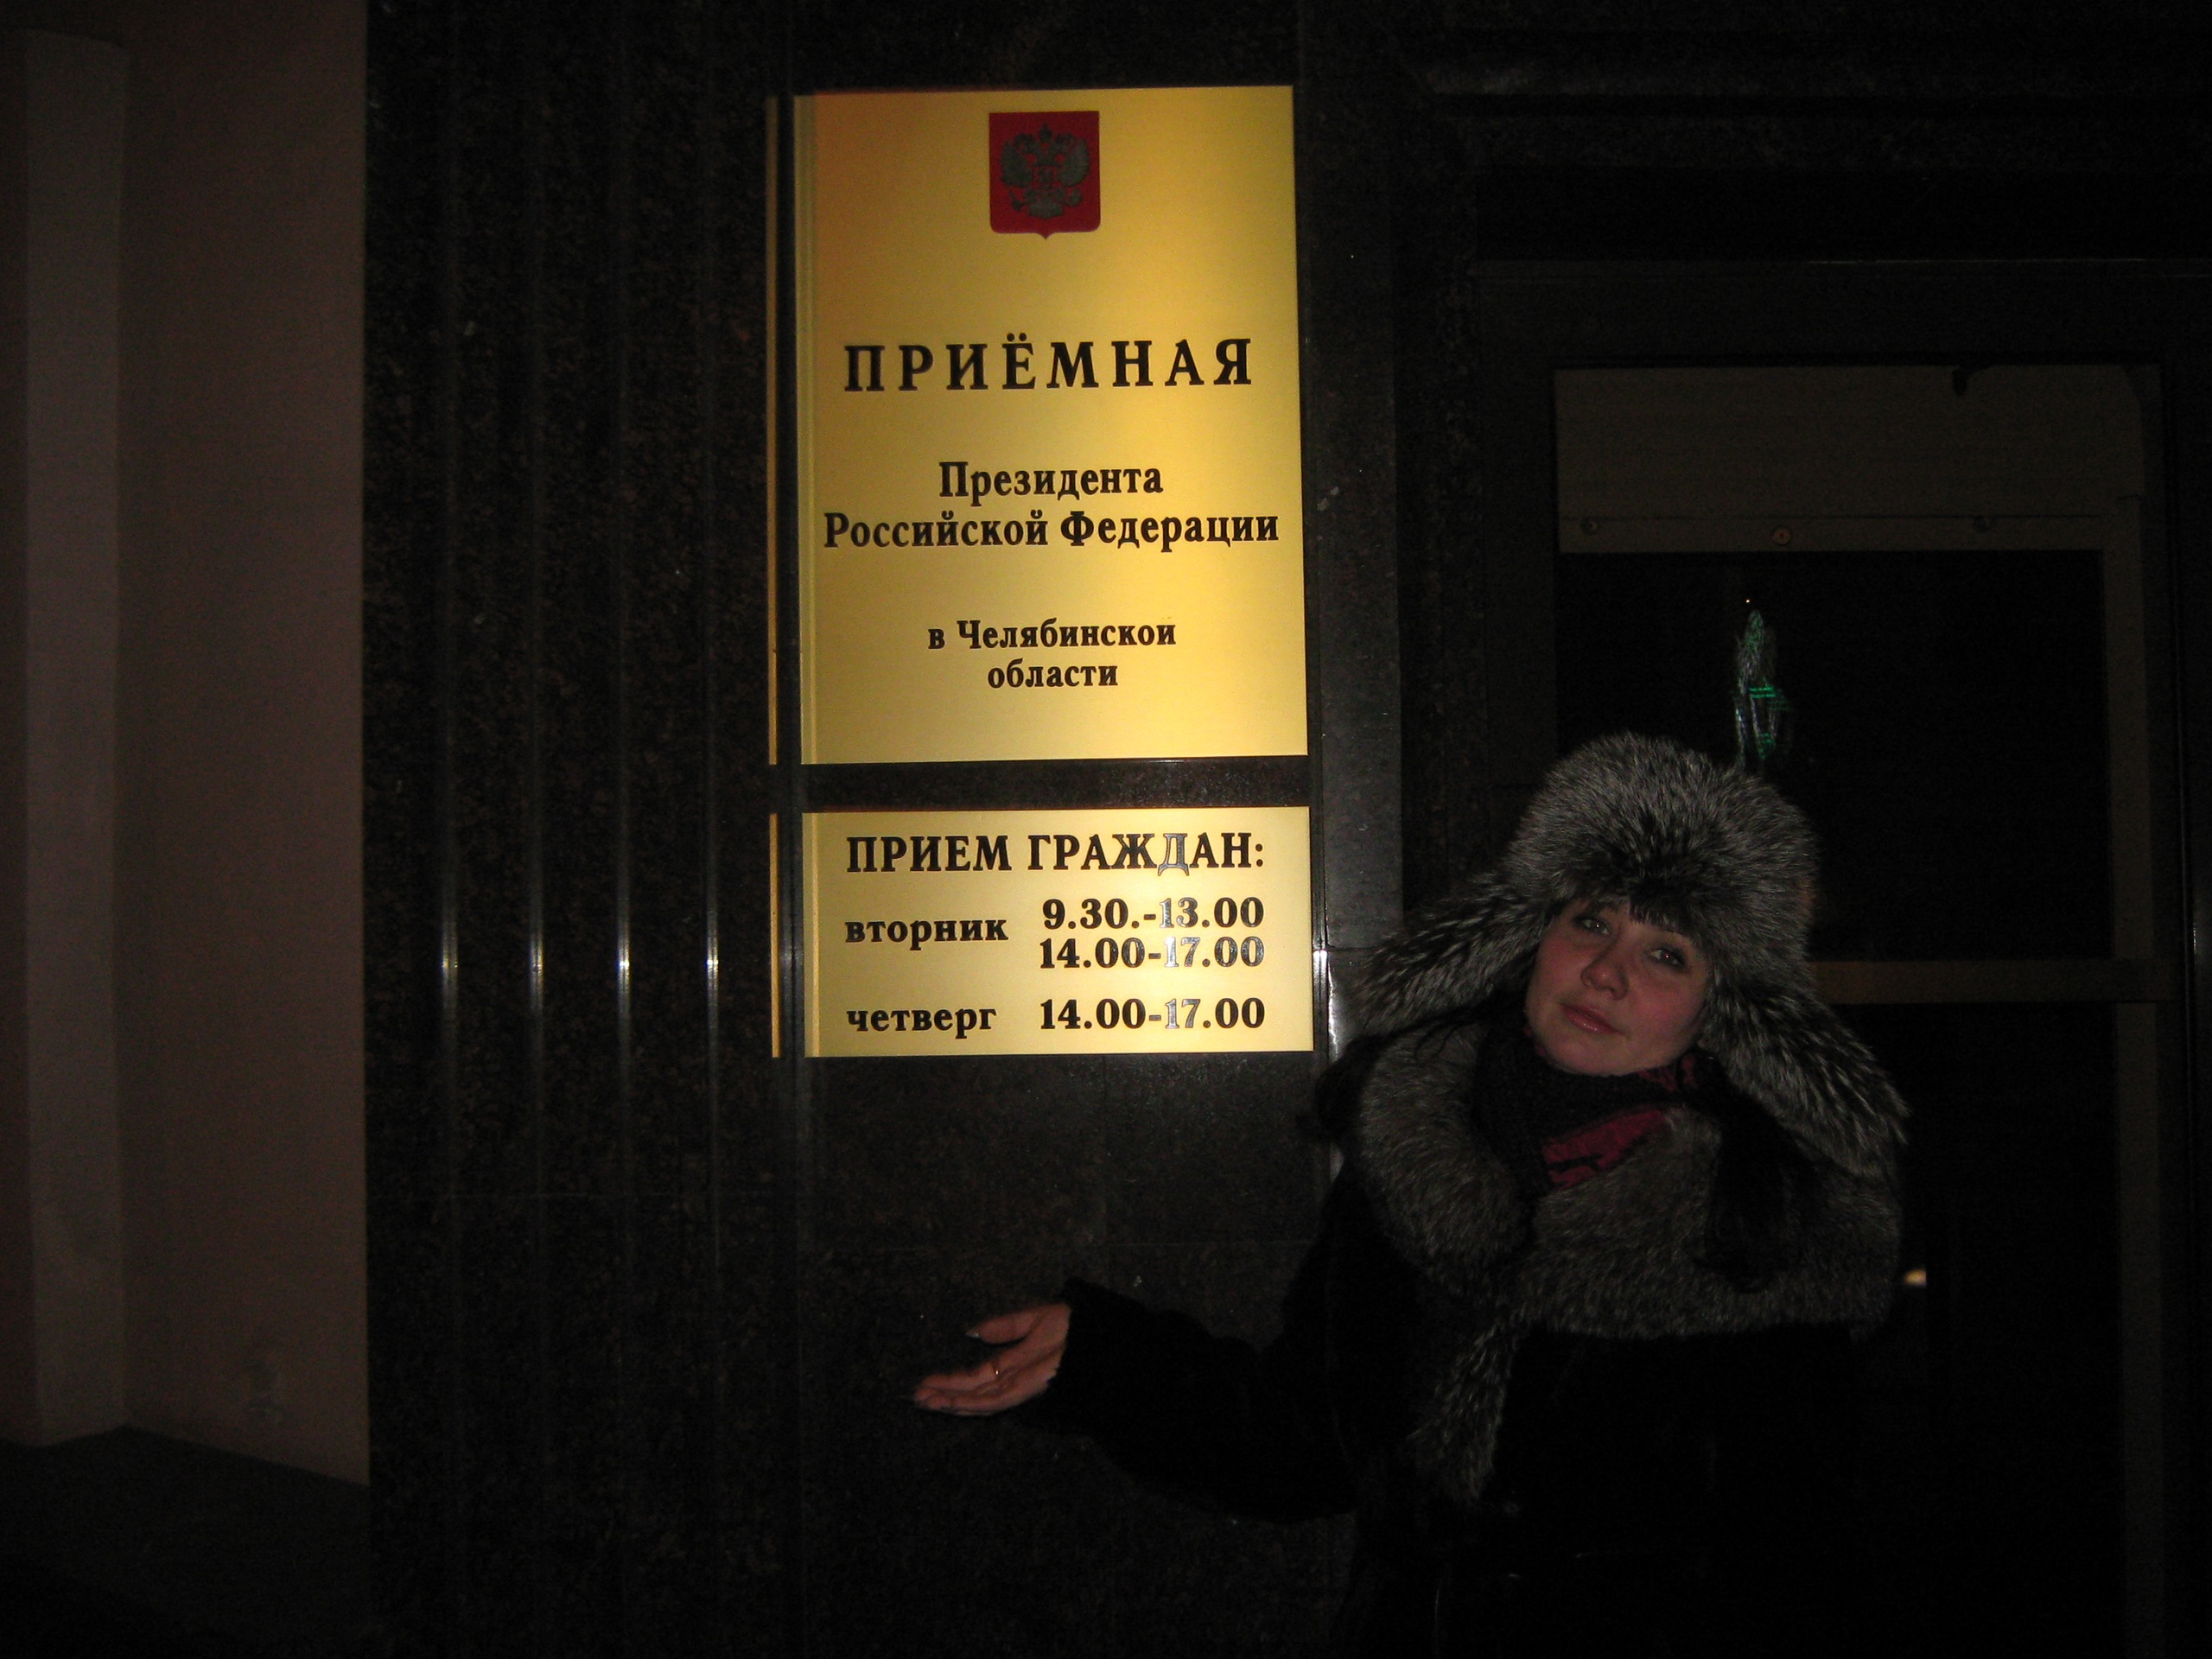 ПРИЁМНАЯ
Президента
Российской Федерации
в Челябинскои
области
ПРИЕМ ГРАЖДАН:
вторник 9.30.-13.00
14.00-17.00
четверг 14.00-17.00